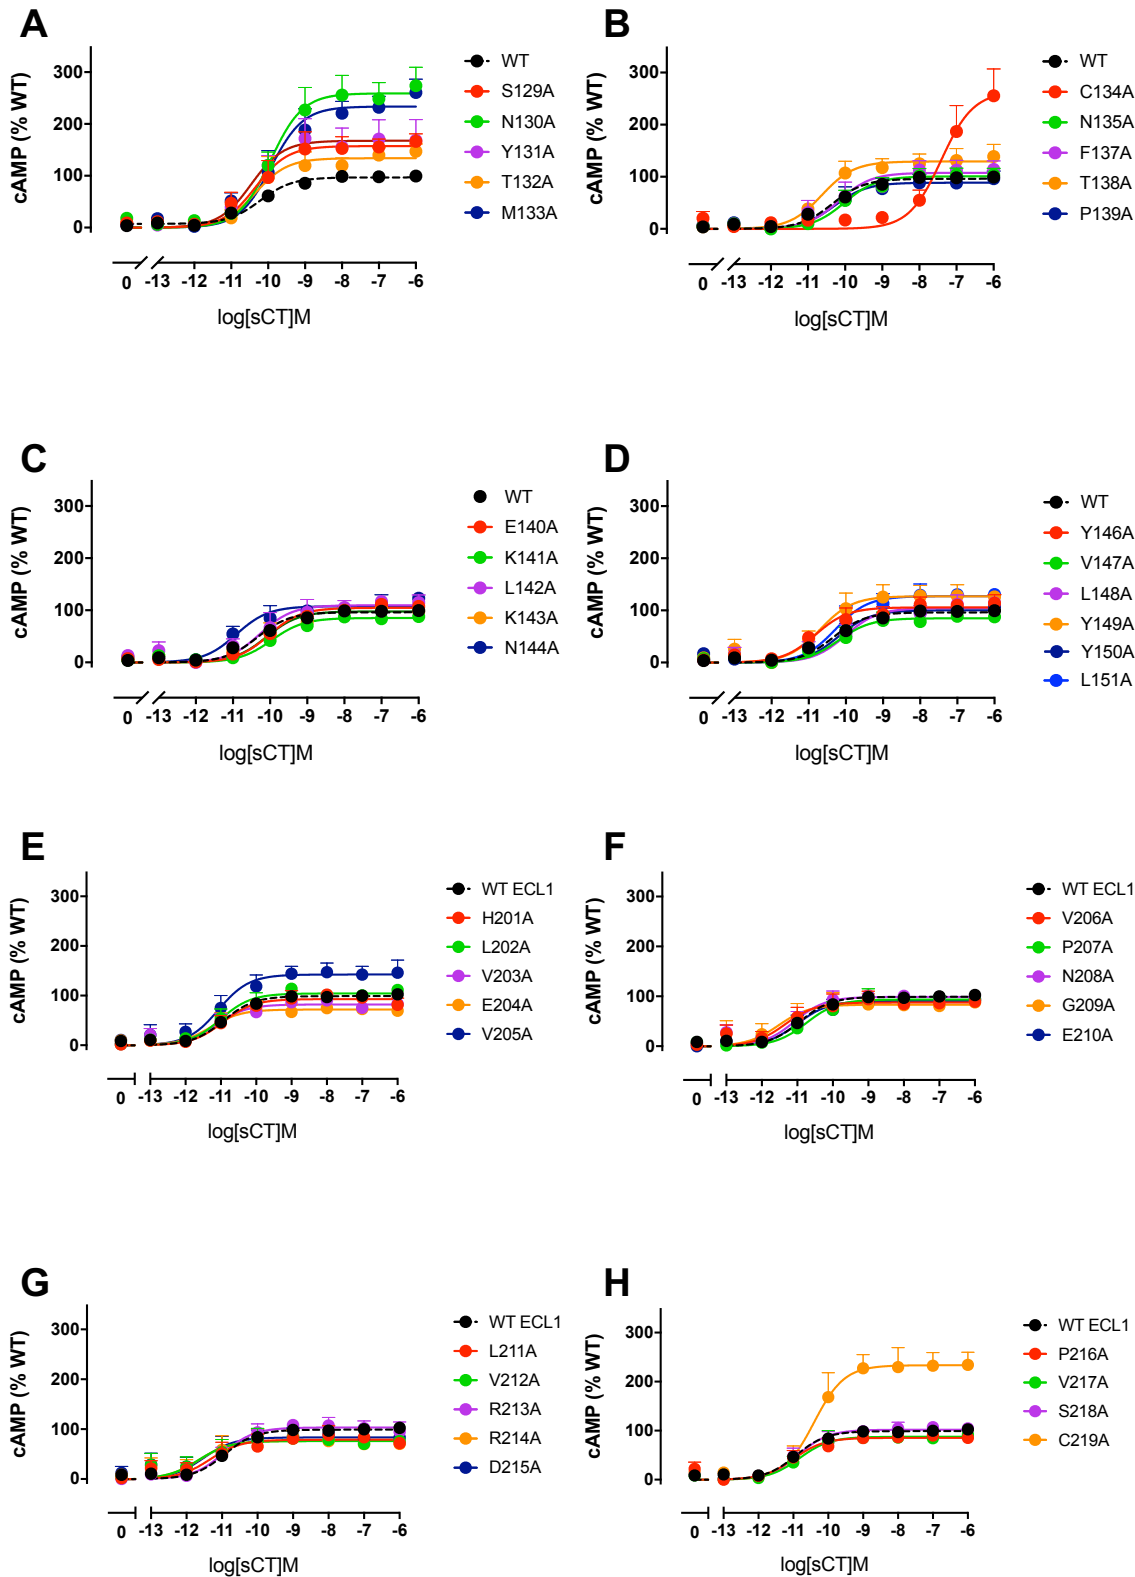 A
cAMP (% WT)
300
200
100
0
0 -13 -12 -11 -10 -9 -8 -7 -6
log[sCT]M
WT
S129A
N130A
Y131A
T132A
M133A
B
cAMP (% WT)
300
200
100
0
0 -13 -12 -11 -10 -9 -8 -7 -6
log[sCT]M
WT
C134A
N135A
F137A
T138A
P139A
C
cAMP (% WT)
300
200
100
0
0 -13 -12 -11 -10 -9 -8 -7 -6
log[sCT]M
WT
E140A
K141A
L142A
K143A
N144A
D
cAMP (% WT)
300
200
100
0
0 -13 -12 -11 -10 -9 -8 -7 -6
log[sCT]M
WT
Y146A
V147A
L148A
Y149A
Y150A
L151A
E
cAMP (% WT)
300
200
100
0
0 -13 -12 -11 -10 -9 -8 -7 -6
log[sCT]M
WT ECL1
H201A
L202A
V203A
E204A
V205A
F
cAMP (% WT)
300
200
100
0
0 -13 -12 -11 -10 -9 -8 -7 -6
log[sCT]M
WT ECL1
V206A
P207A
N208A
G209A
E210A
G
cAMP (% WT)
300
200
100
0
0 -13 -12 -11 -10 -9 -8 -7 -6
log[sCT]M
WT ECL1
L211A
V212A
R213A
R214A
D215A
H
cAMP (% WT)
300
200
100
0
0 -13 -12 -11 -10 -9 -8 -7 -6
log[sCT]M
WT ECL1
P216A
V217A
S218A
C219A